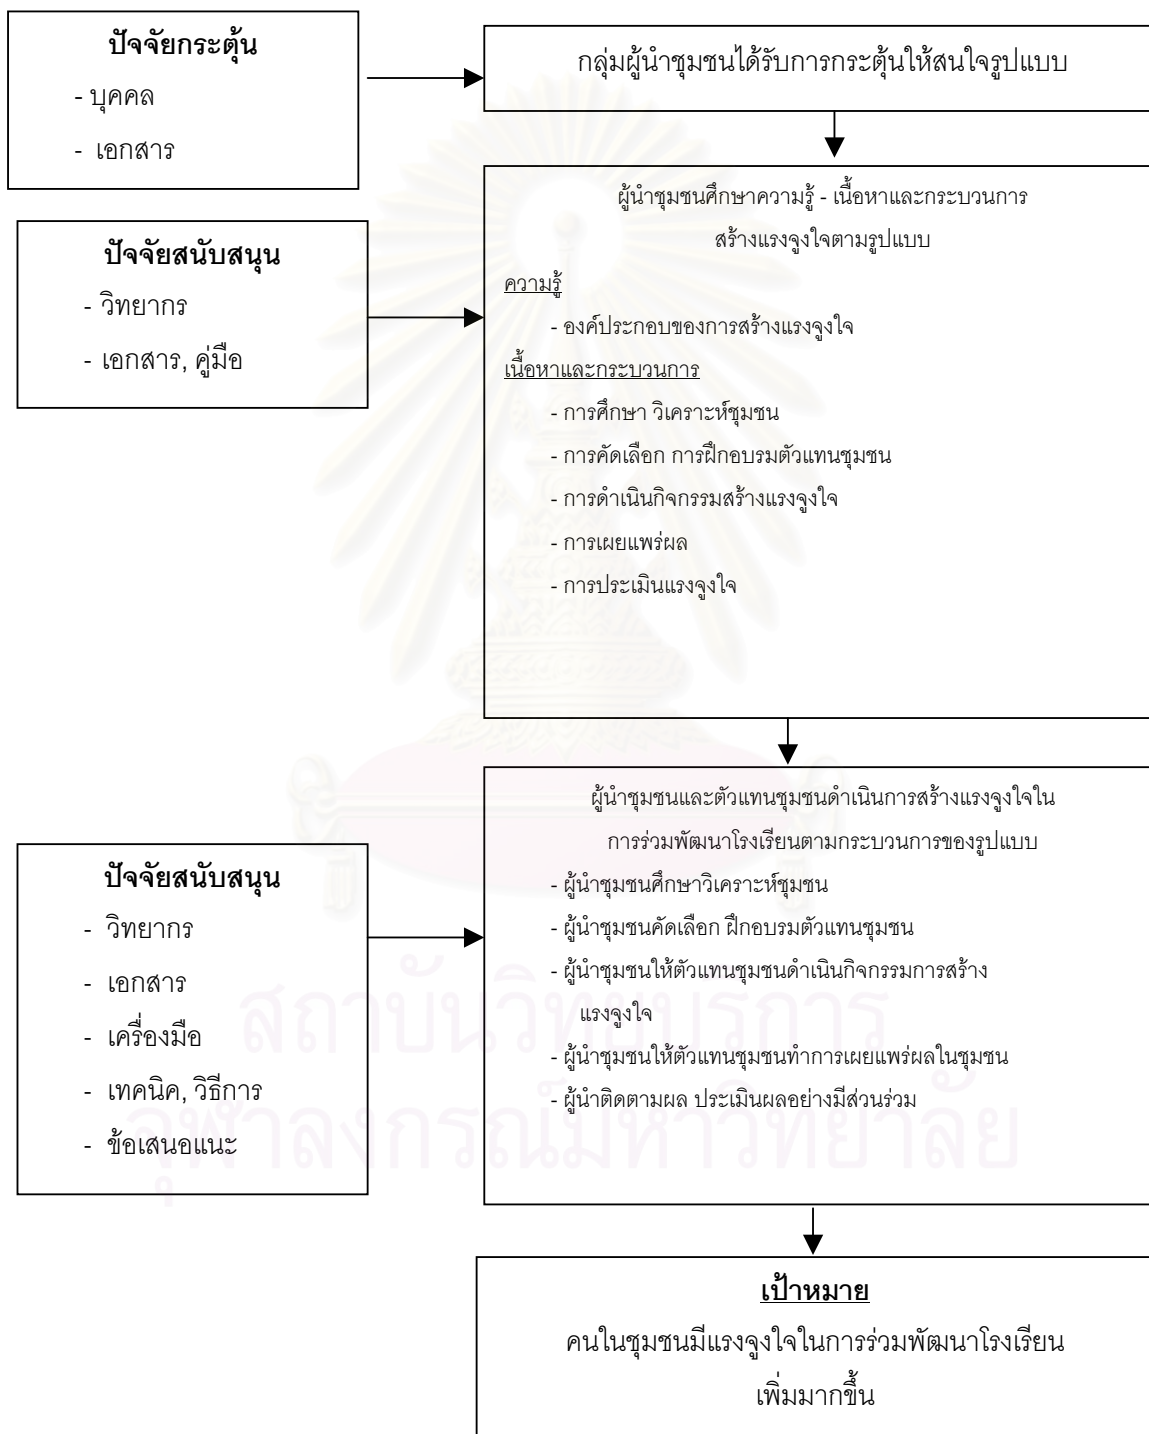 ปัจจัยกระตุ้น
- บุคคล
- เอกสาร
กลุ่มผู้นำชุมชนได้รับการกระตุ้นให้สนใจรูปแบบ
ปัจจัยสนับสนุน
- วิทยากร
- เอกสาร, คู่มือ
ผู้นำชุมชนศึกษาความรู้ - เนื้อหาและกระบวนการ
สร้างแรงจูงใจตามรูปแบบ
ความรู้
- องค์ประกอบของการสร้างแรงจูงใจ
เนื้อหาและกระบวนการ
- การศึกษา วิเคราะห์ชุมชน
- การคัดเลือก การฝึกอบรมตัวแทนชุมชน
- การดำเนินกิจกรรมสร้างแรงจูงใจ
- การเผยแพร่ผล
- การประเมินแรงจูงใจ
ปัจจัยสนับสนุน
- วิทยากร
- เอกสาร
- เครื่องมือ
- เทคนิค, วิธีการ
- ข้อเสนอแนะ
ผู้นำชุมชนและตัวแทนชุมชนดำเนินการสร้างแรงจูงใจใน
การร่วมพัฒนาโรงเรียนตามกระบวนการของรูปแบบ
- ผู้นำชุมชนศึกษาวิเคราะห์ชุมชน
- ผู้นำชุมชนคัดเลือก ฝึกอบรมตัวแทนชุมชน
- ผู้นำชุมชนให้ตัวแทนชุมชนดำเนินกิจกรรมการสร้าง
แรงจูงใจ
- ผู้นำชุมชนให้ตัวแทนชุมชนทำการเผยแพร่ผลในชุมชน
- ผู้นำติดตามผล ประเมินผลอย่างมีส่วนร่วม
สถาบันวิทยบริการ
จุฬาลงกรณ์มหาวิทยาลัย
เป้าหมาย
คนในชุมชนมีแรงจูงใจในการร่วมพัฒนาโรงเรียน
เพิ่มมากขึ้น